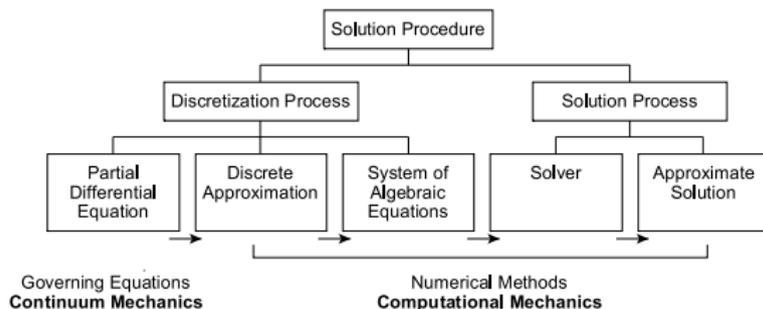 Solution Procedure
Discretization Process
Solution Process
Partial
Differential
Equation
Discrete
Approximation
System of
Algebraic
Equations
Solver
Approximate
Solution
Governing Equations
Continuum Mechanics
Numerical Methods
Computational Mechanics